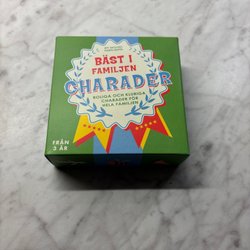 BÄST I
FAMILJEN
CHARADER
ROLIGA OCH KLURIGA
CHARADER FÖR
HELA FAMILJEN
FRÅN
3 ÅR